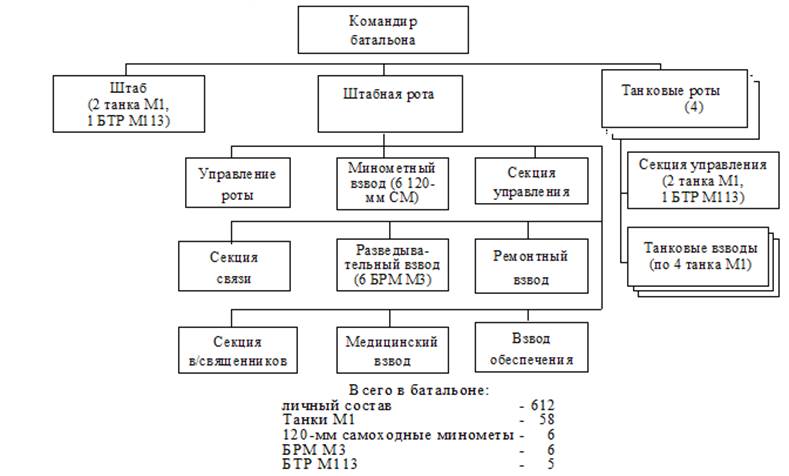 Командир
батальона
Штаб
(2 танка М1,
1 БТР М113)
Штабная рота
Танковые роты
(4)
Управление
роты
Минометный
взвод (6 120-
мм СМ)
Секция
управления
Секция управления
(2 танка М1,
1 БТР М113)
Секция
связи
Разведыва-
тельный взвод
(6 БРМ М3)
Ремонтный
взвод
Танковые взводы
(по 4 танка М1)
Секция
в/священников
Медицинский
взвод
Взвод
обеспечения
Всего в батальоне:
личный состав - 612
Танки М1 - 58
120-мм самоходные минометы - 6
БРМ М3 - 6
БТР М113 - 5